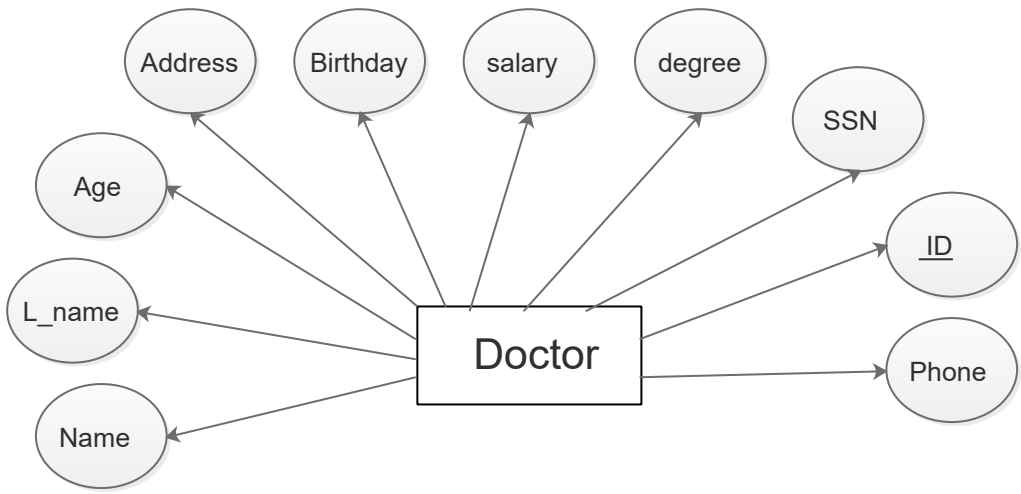 Address
Birthday
salary
degree
SSN
Age
ID
L_name
Doctor
Phone
Name